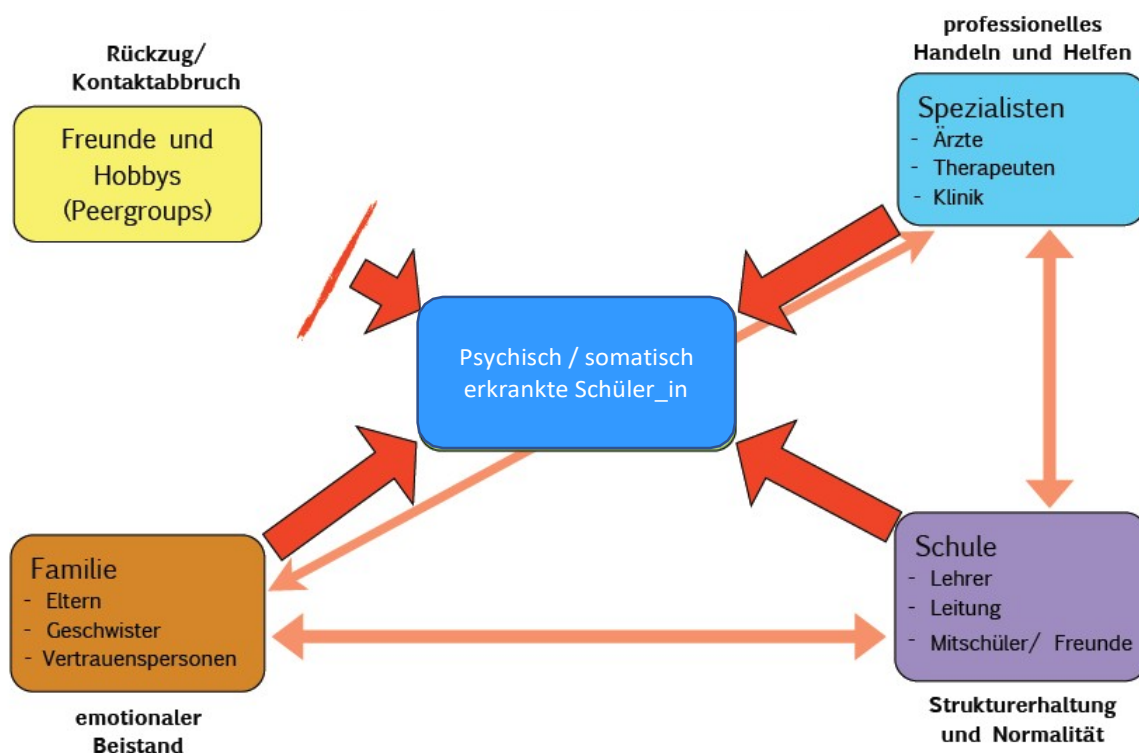 Rückzug/
Kontaktabbruch
Freunde und
Hobbys
(Peergroups)
professionelles
Handeln und Helfen
Spezialisten
- Ärzte
- Therapeuten
- Klinik
Psychisch / somatisch
erkrankte Schüler_in
Familie
- Eltern
- Geschwister
- Vertrauenspersonen
emotionaler
Beistand
Schule
- Lehrer
- Leitung
- Mitschüler/ Freunde
Strukturerhaltung
und Normalität